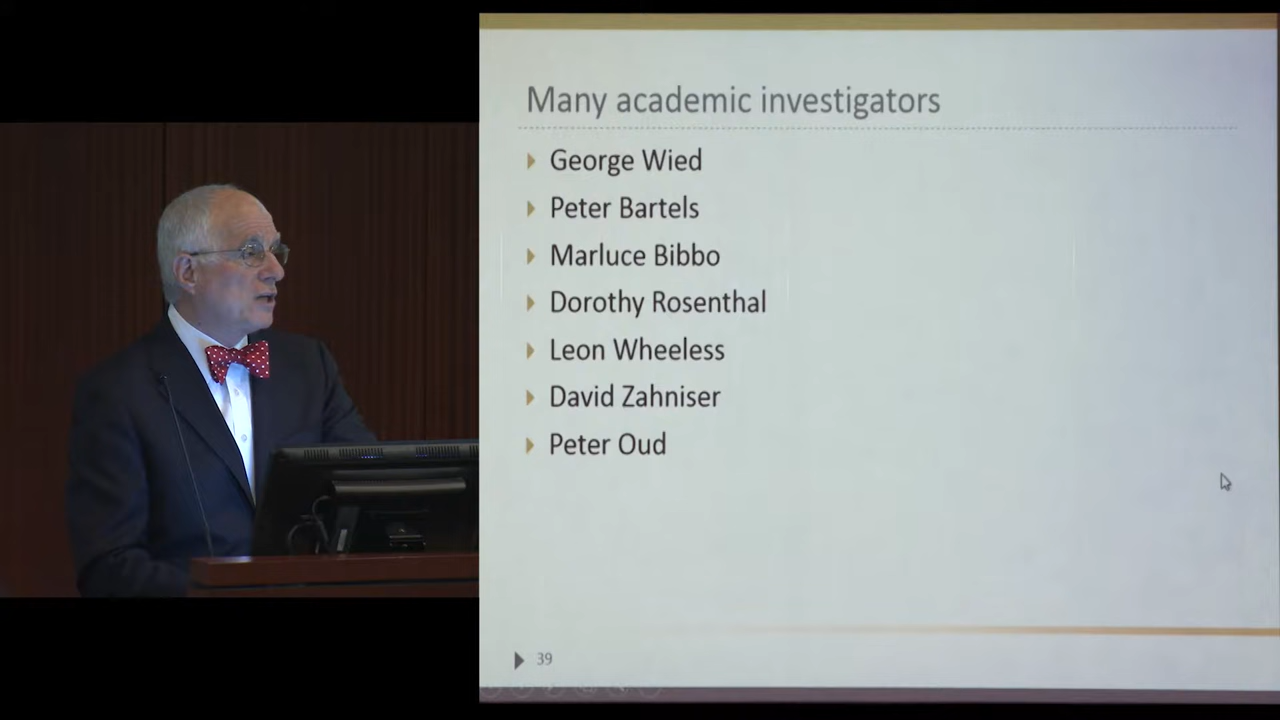 Many academic investigators
George Wied
Peter Bartels
Marluce Bibbo
Dorothy Rosenthal
Leon Wheeless
David Zahniser
Peter Oud
39